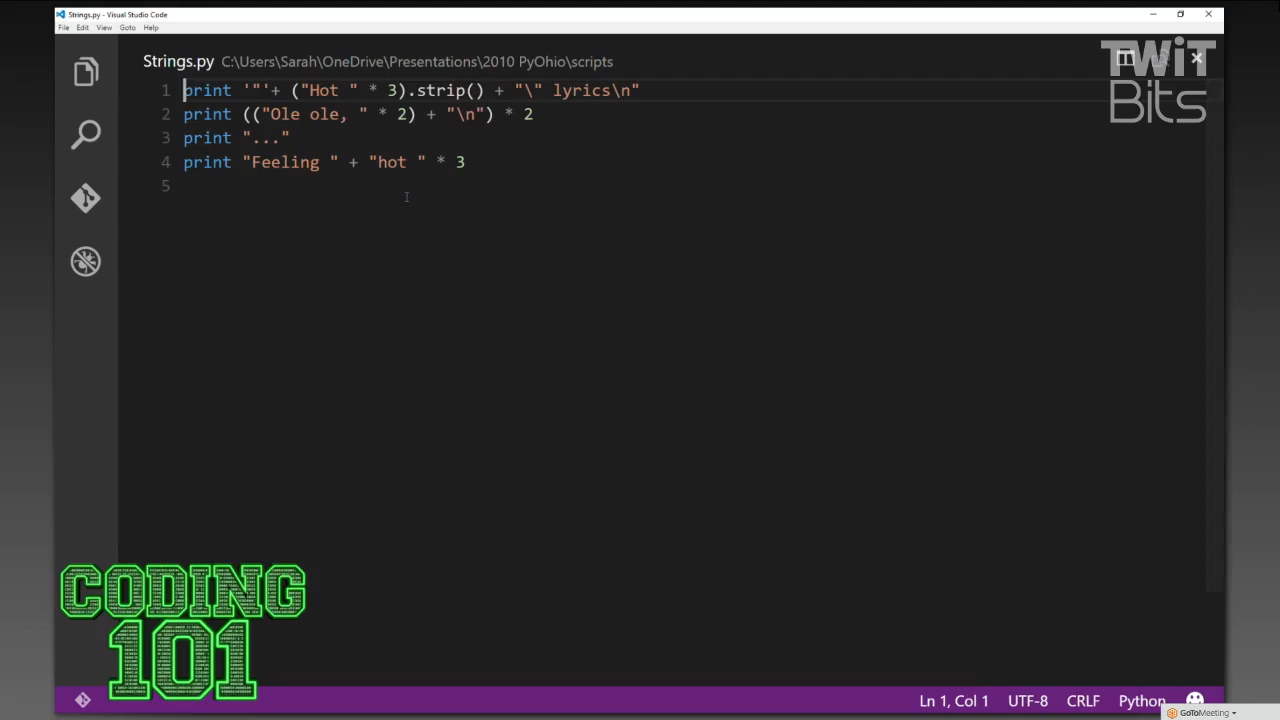 Strings.py - Visual Studio Code
File Edit View Goto Help
TWiT
Bits
Strings.py C:\Users\Sarah\OneDrive\Presentations\2010 PyOhio\scripts
1 print '"'+ ("Hot " * 3).strip() + "\" lyrics\n"
2 print (("Ole ole, " * 2) + "\n") * 2
3 print "..."
4 print "Feeling " + "hot " * 3
5
CODING
101
Ln 1, Col 1 UTF-8 CRLF Python
GoToMeeting